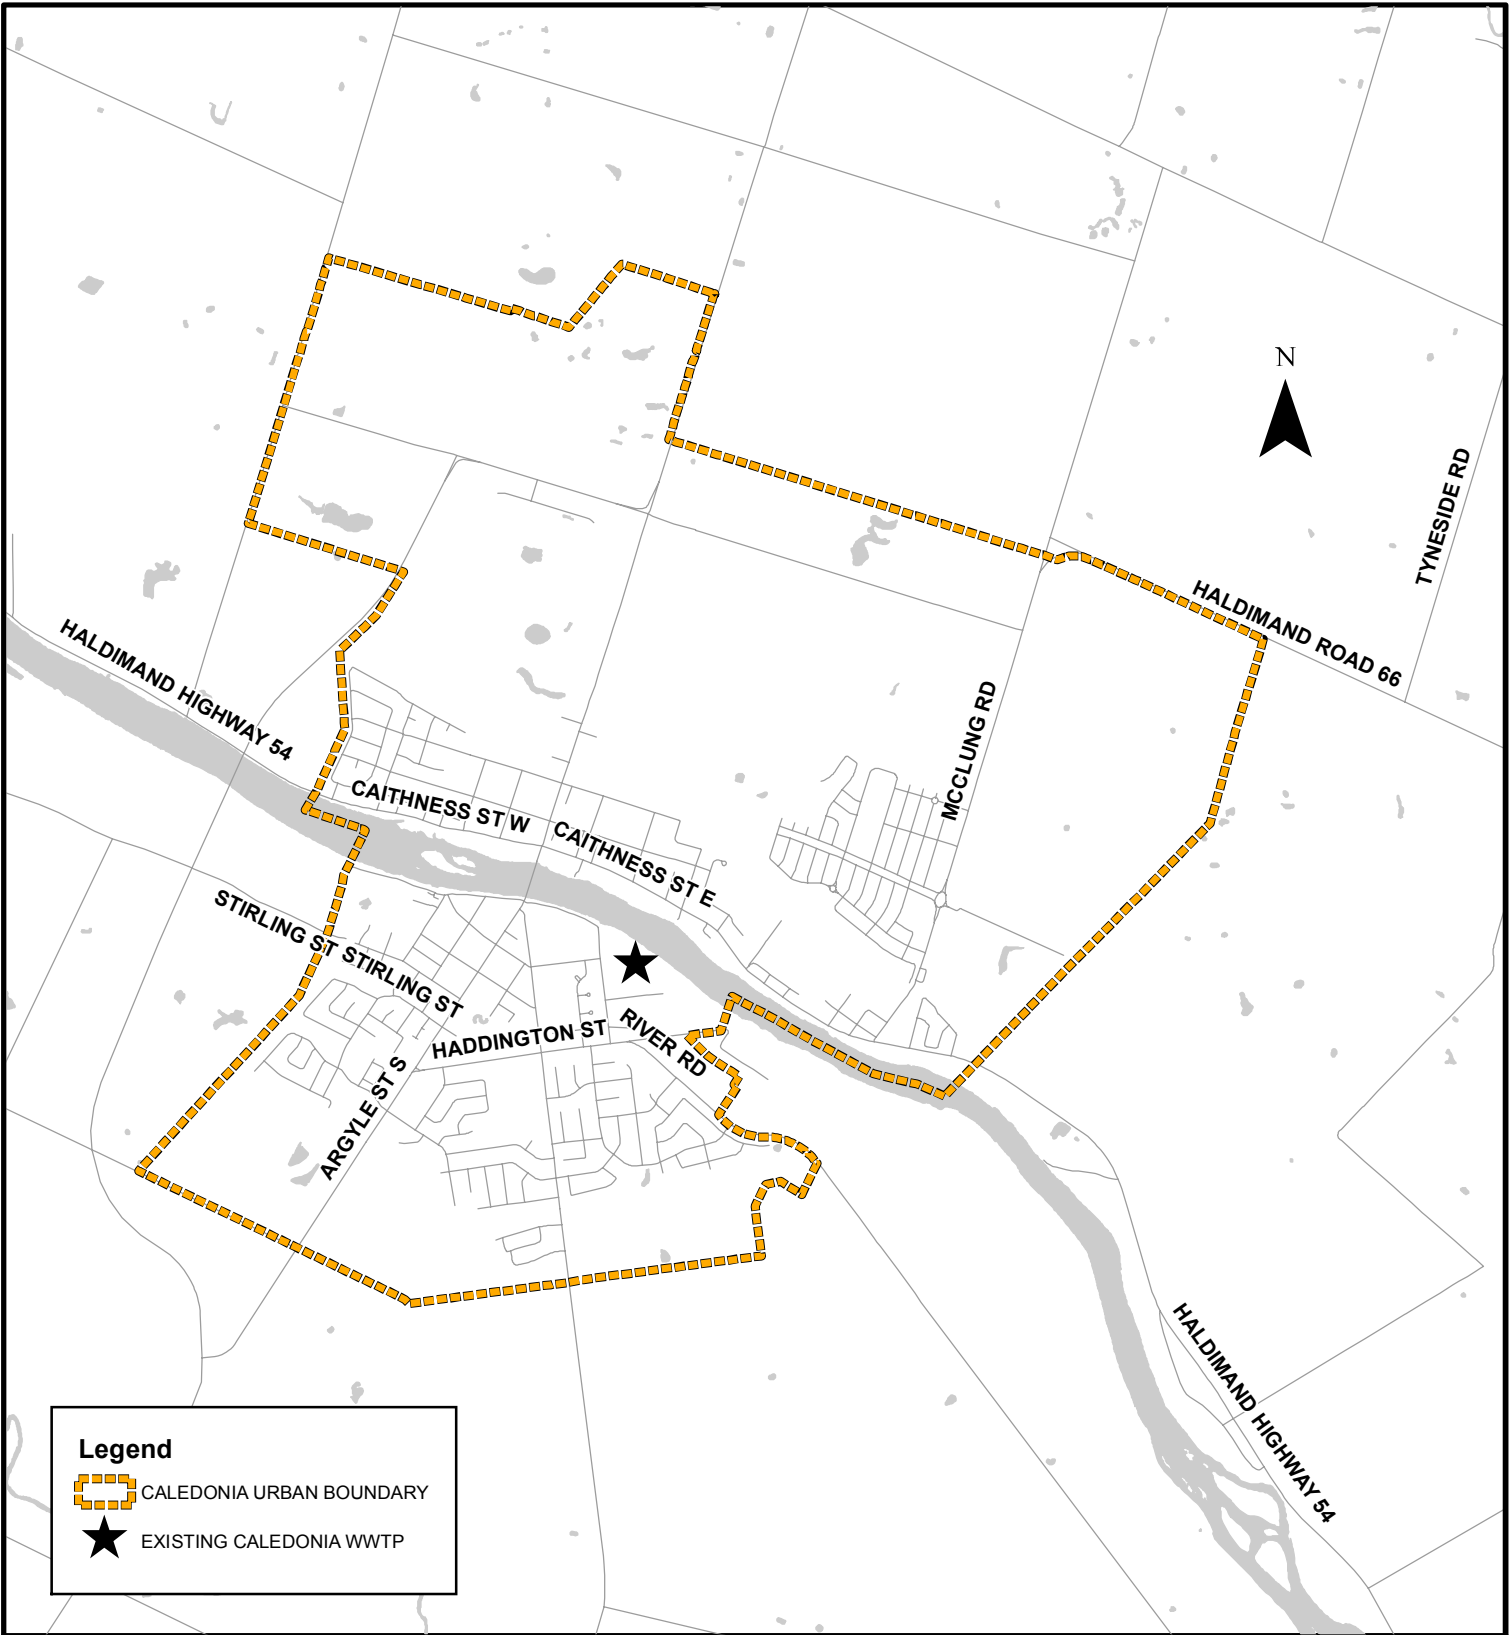 N
TYNESIDE RD
HALDIMAND ROAD 66
HALDIMAND HIGHWAY 54
MCCLUNG RD
CAITHNESS ST W
CAITHNESS ST E
STIRLING ST
STIRLING ST
HADDINGTON ST
RIVER RD
ARGYLE ST S
HALDIMAND HIGHWAY 54
Legend
CALEDONIA URBAN BOUNDARY
EXISTING CALEDONIA WWTP